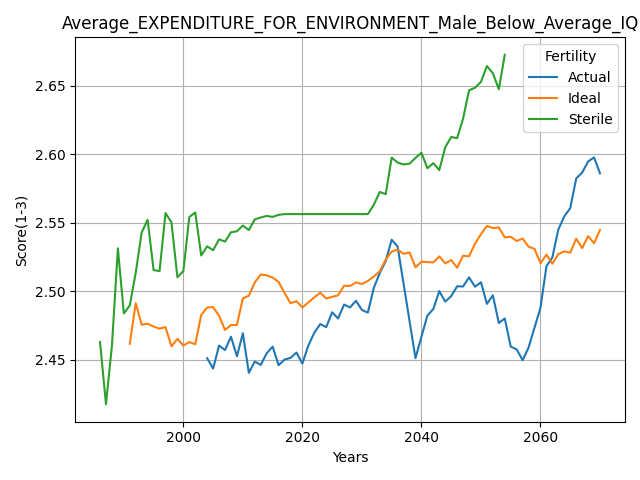 Average_EXPENDITURE_FOR_ENVIRONMENT_Male_Below_Average_IQ
Fertility
Actual
Ideal
Sterile
Score(1-3)
2.65
2.60
2.55
2.50
2.45
2000
2020
2040
2060
Years